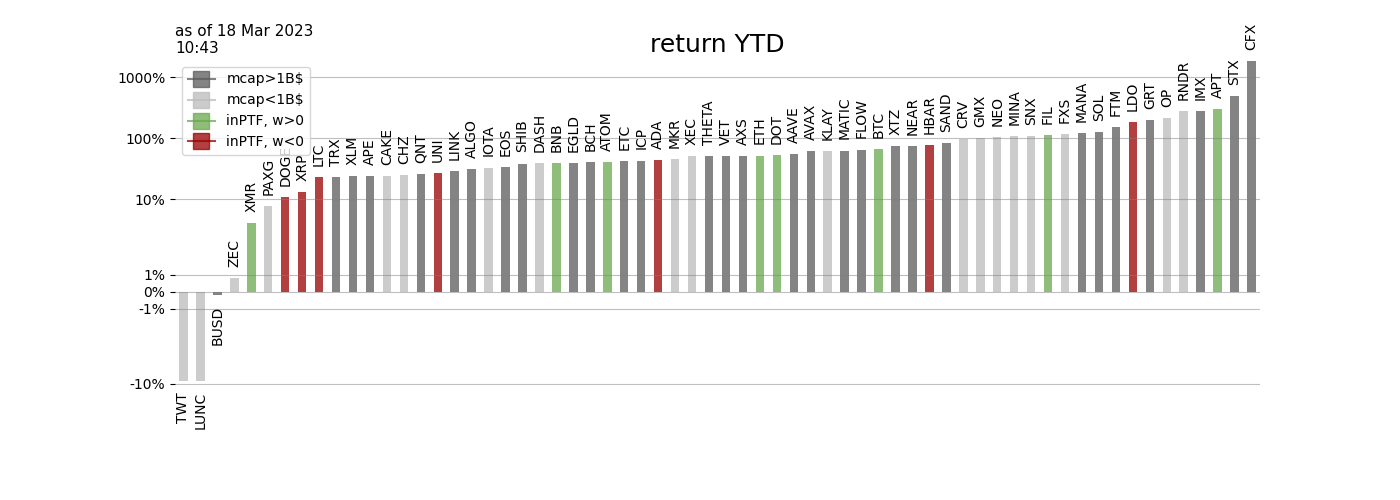 as of 18 Mar 2023
10:43
return YTD
mcap>1B$
mcap<1B$
inPTF, w>0
inPTF, w<0
1000%
100%
10%
1%
0%
-1%
-10%
TWT
LUNC
BUSD
ZEC
XMR
PAXG
DOGE
XRP
LTC
TRX
XLM
APE
CAKE
CHZ
QNT
UNI
LINK
ALGO
IOTA
EOS
SHIB
DASH
BNB
EGLD
BCH
ATOM
ETC
ICP
ADA
MKR
XEC
THETA
VET
AXS
ETH
DOT
AAVE
AVAX
KLAY
MATIC
FLOW
BTC
XTZ
NEAR
HBAR
SAND
CRV
GMX
NEO
MINA
SNX
FIL
FXS
MANA
SOL
FTM
LDO
GRT
OP
RNDR
IMX
APT
STX
CFX